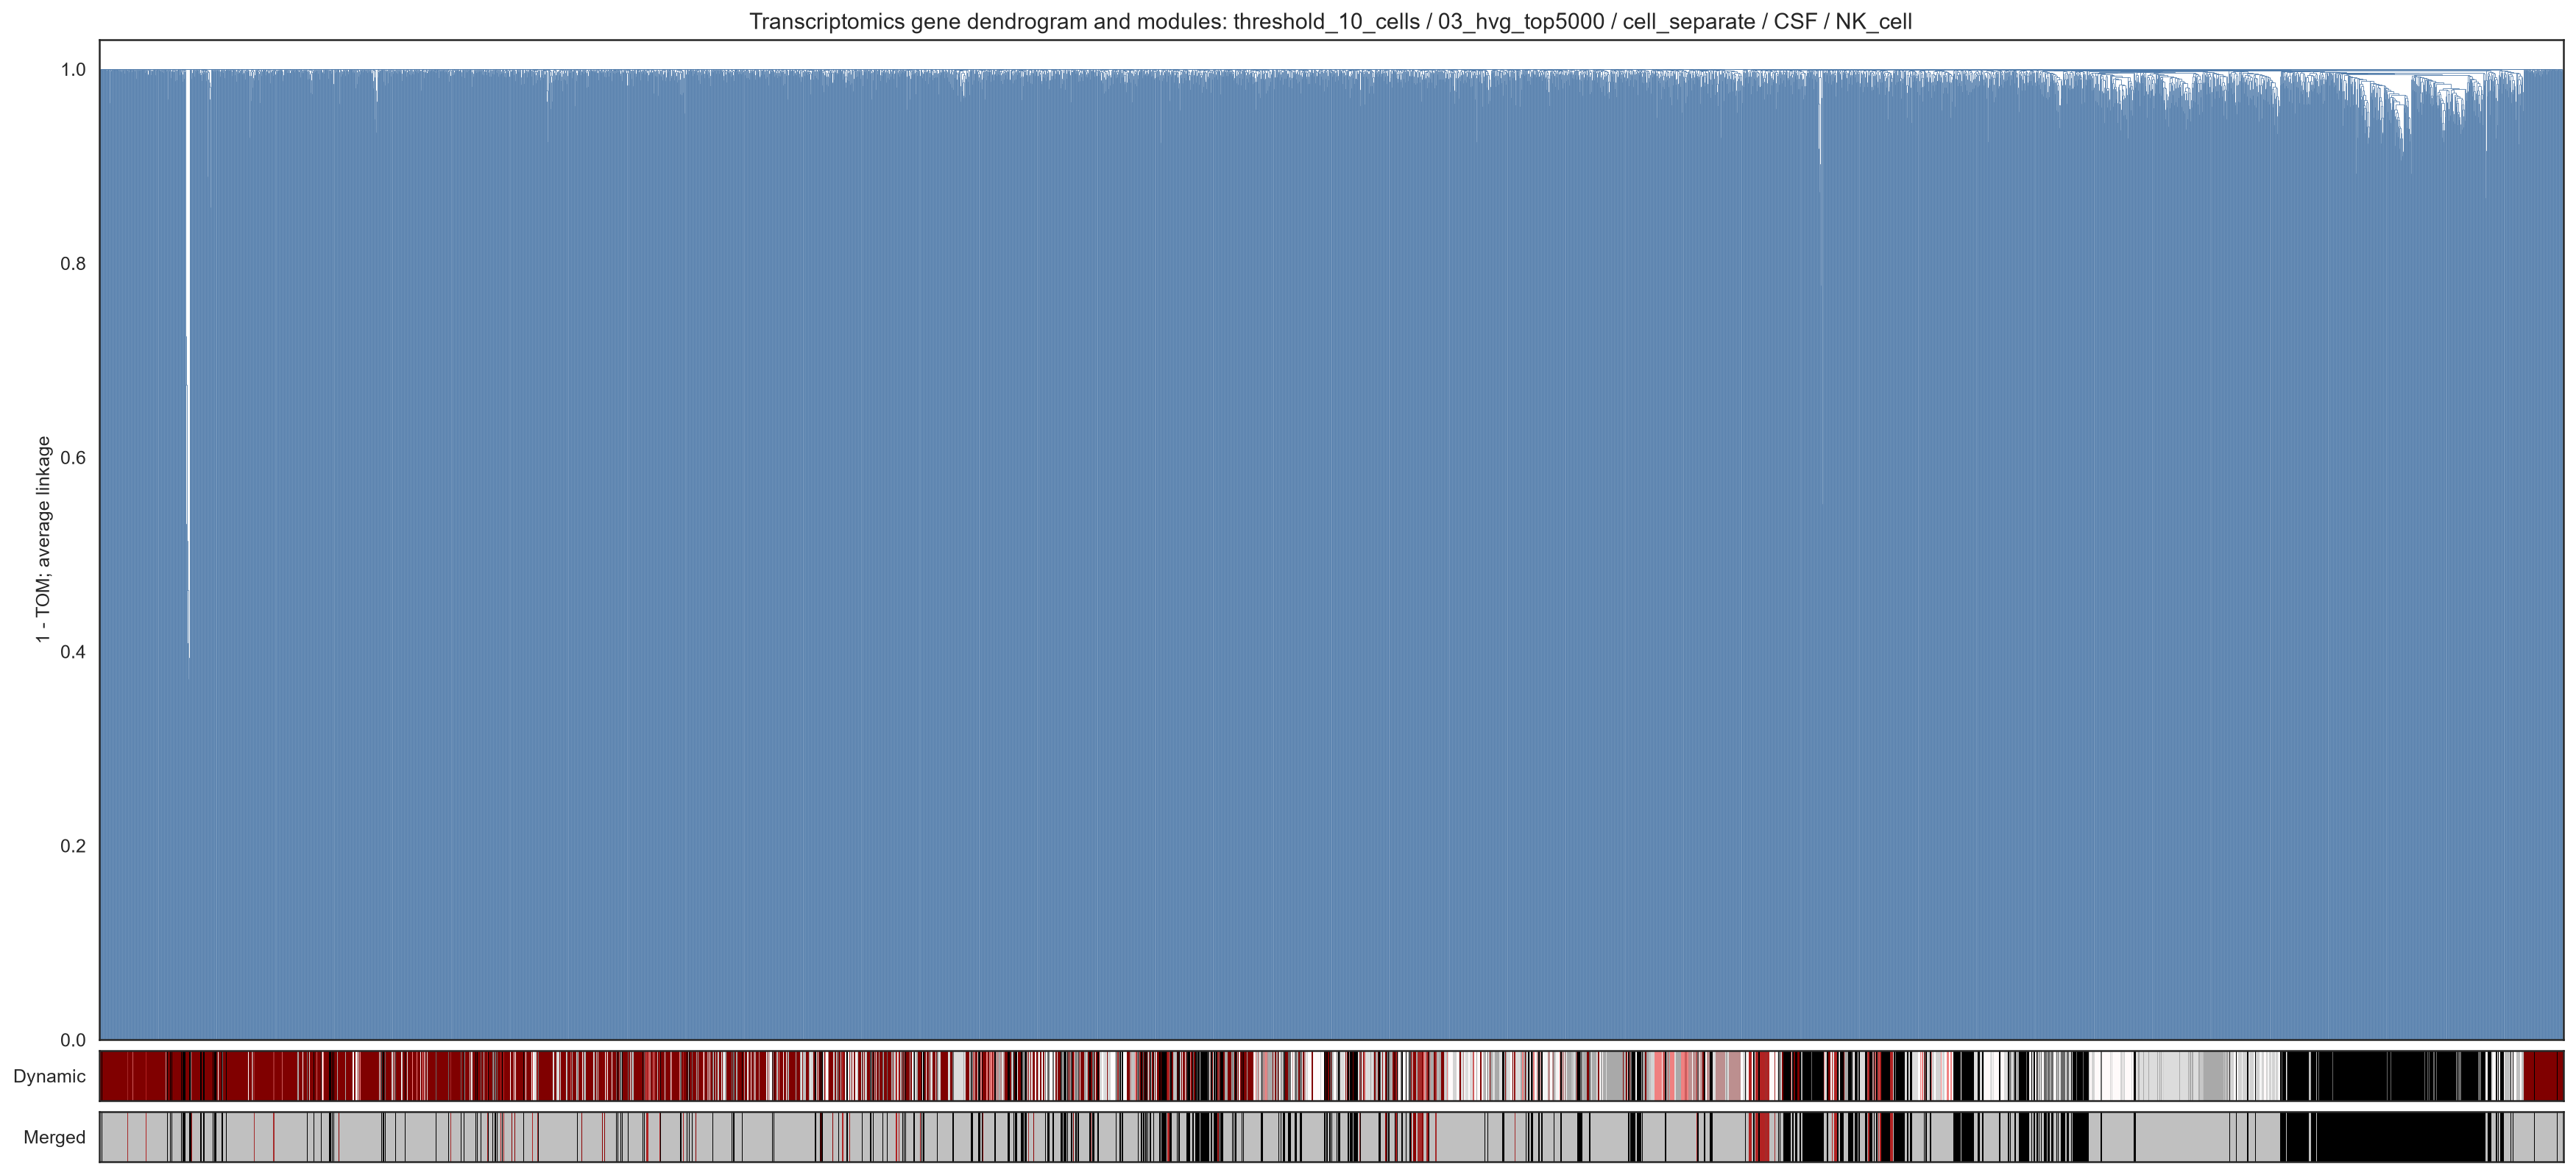 Transcriptomics gene dendrogram and modules: threshold_10_cells / 03_hvg_top5000 / cell_separate / CSF / NK_cell
1.0
0.8
0.6
0.4
0.2
0.0
1 - TOM; average linkage
Dynamic
Merged